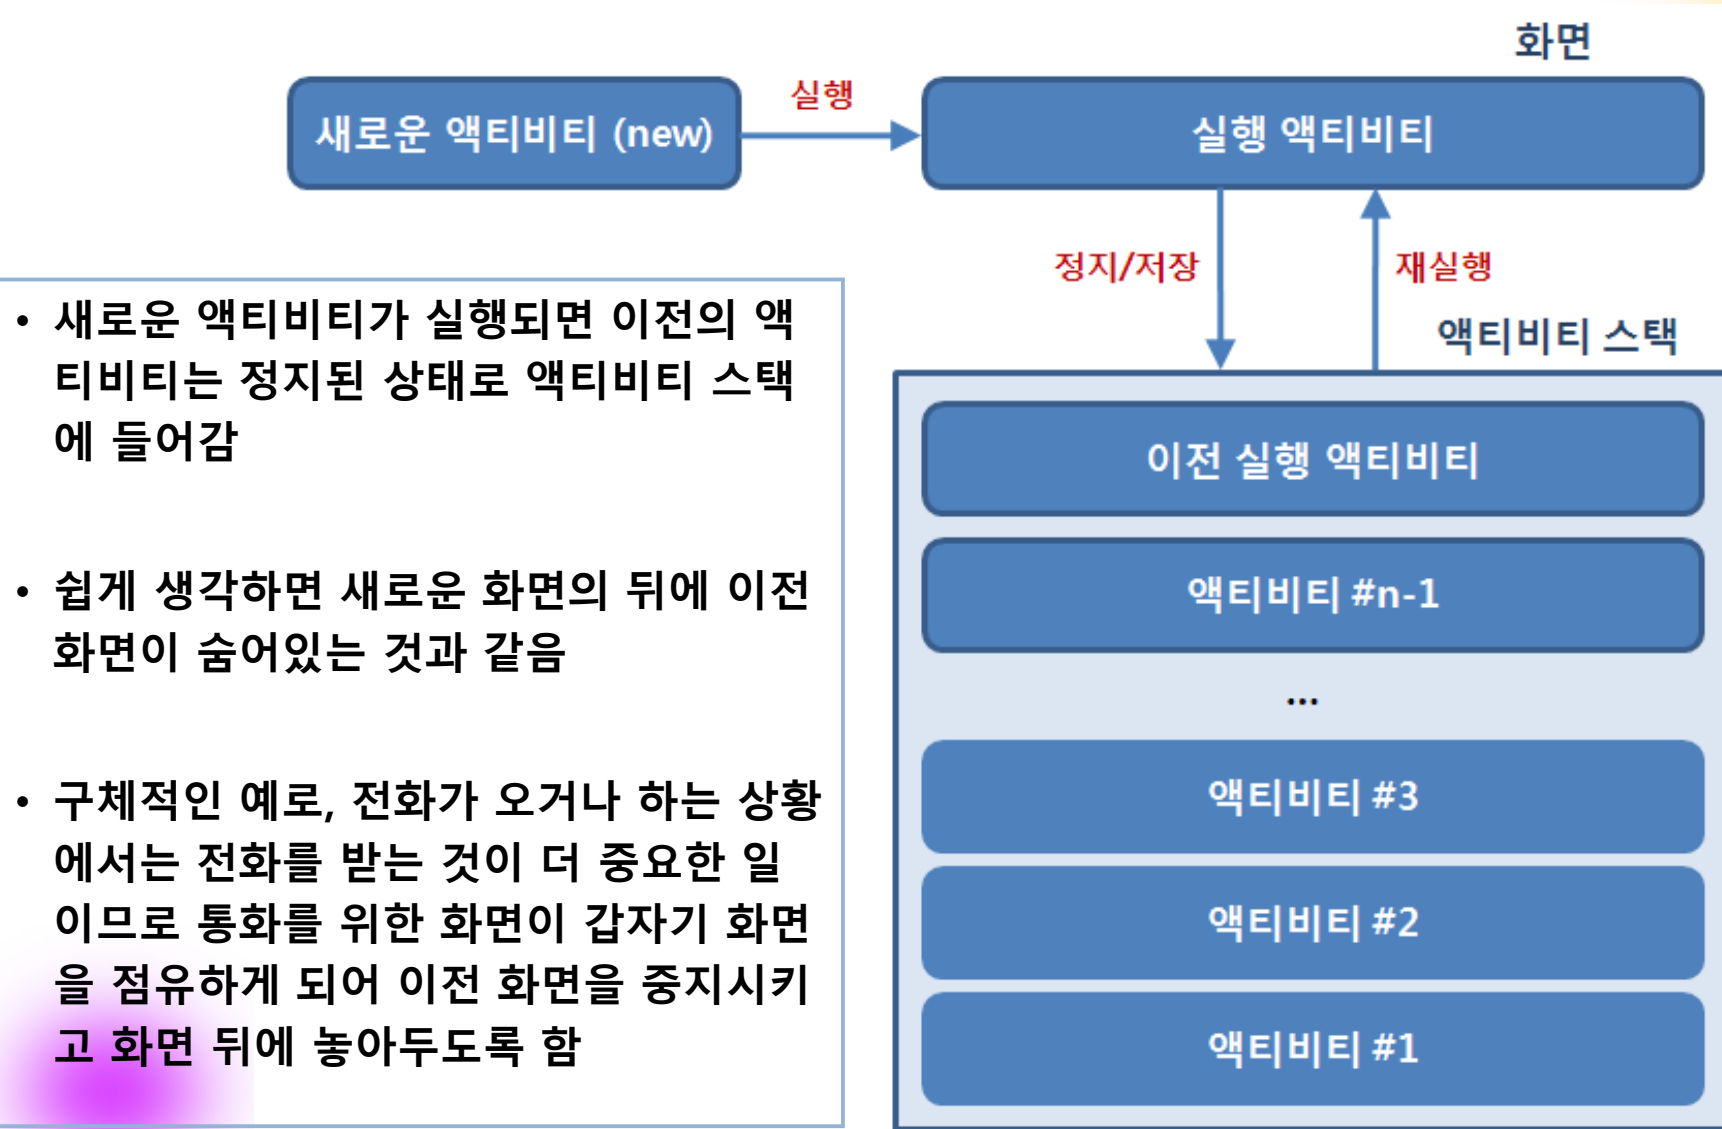 화면
새로운 액티비티 (new)
실행
실행 액티비티
정지/저장
재실행
액티비티 스택
• 새로운 액티비티가 실행되면 이전의 액
티비티는 정지된 상태로 액티비티 스택
에 들어감
• 쉽게 생각하면 새로운 화면의 뒤에 이전
화면이 숨어있는 것과 같음
• 구체적인 예로, 전화가 오거나 하는 상황
에서는 전화를 받는 것이 더 중요한 일
이므로 통화를 위한 화면이 갑자기 화면
을 점유하게 되어 이전 화면을 중지시키
고 화면 뒤에 놓아두도록 함
이전 실행 액티비티
액티비티 #n-1
...
액티비티 #3
액티비티 #2
액티비티 #1